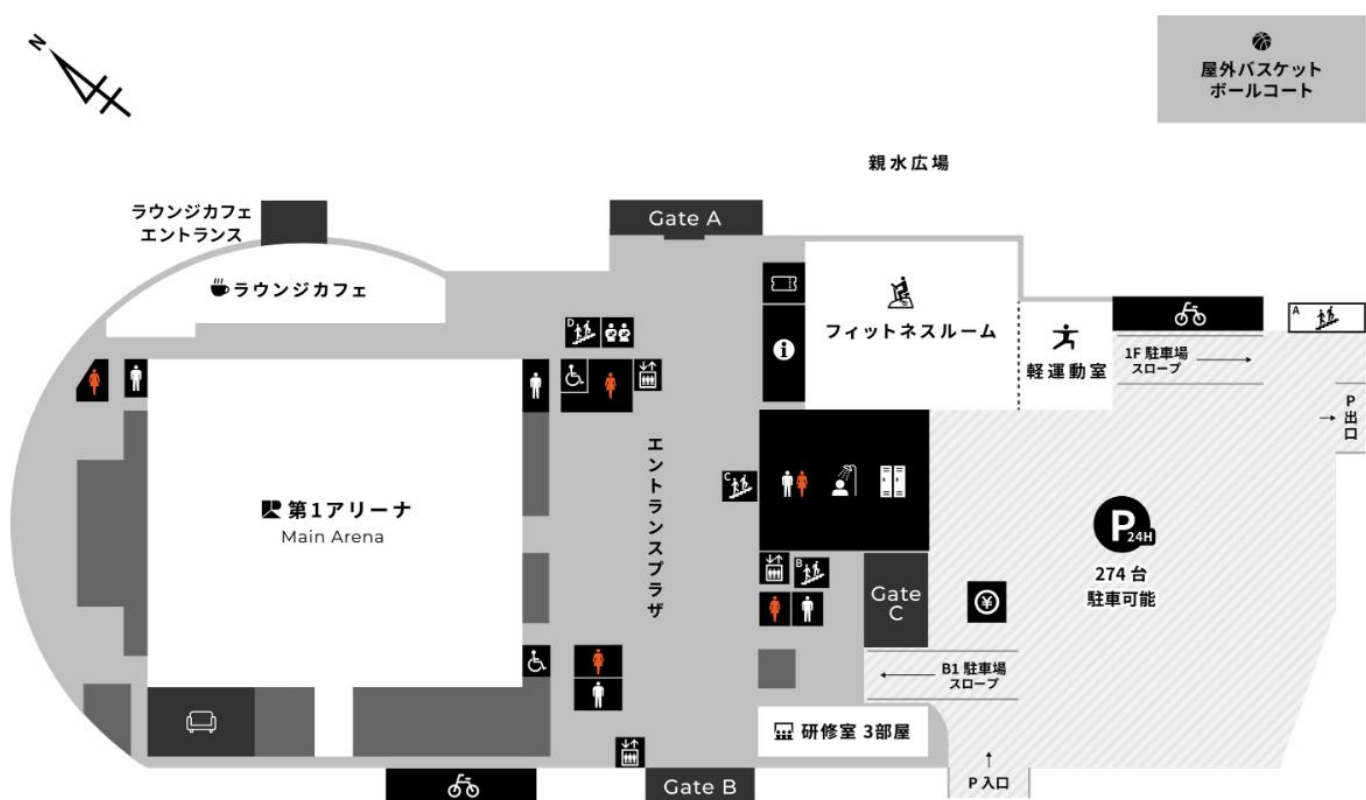 N
屋外バスケット
ボールコート
親水広場
ラウンジカフェ
エントランス
Gate A
ラウンジカフェ
フィットネスルーム
軽運動室
1F 駐車場
スロープ
A
D
P
出
口
エントランスプラザ
C
第1アリーナ
Main Arena
P
24H
274 台
駐車可能
B
Gate
C
B1 駐車場
スロープ
研修室 3部屋
P 入口
Gate B